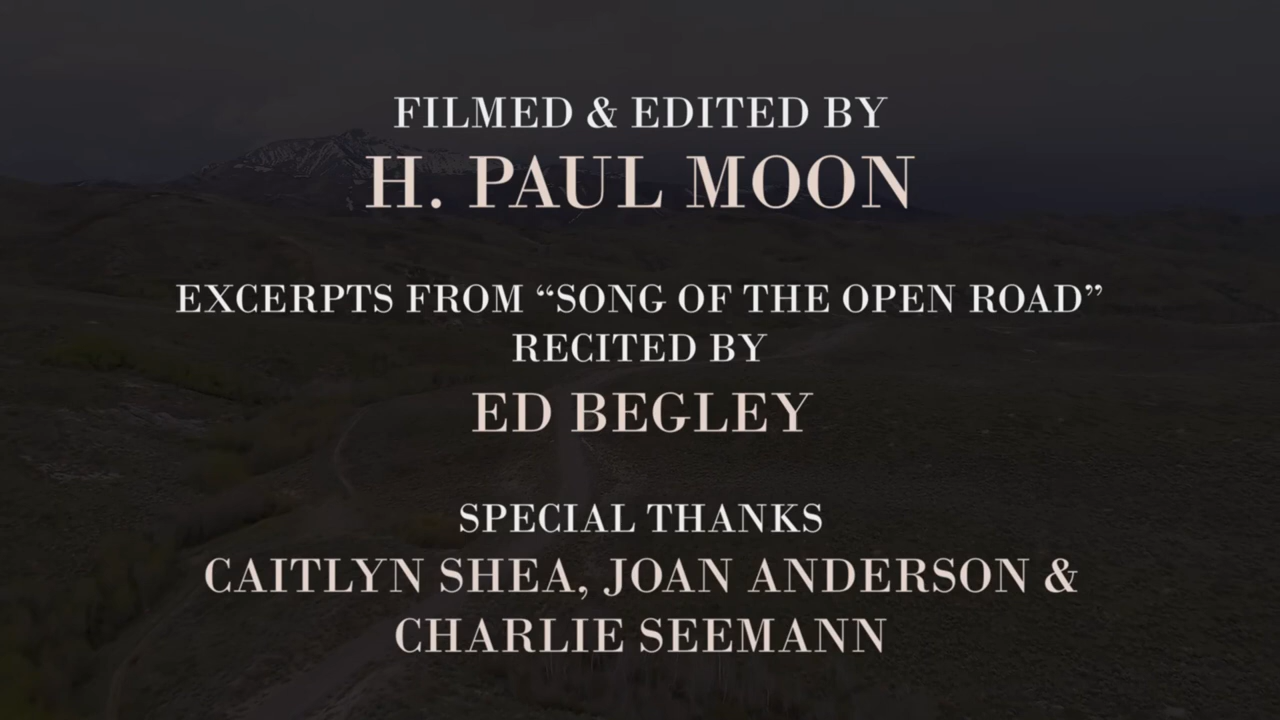 FILMED & EDITED BY
H. PAUL MOON
EXCERPTS FROM “SONG OF THE OPEN ROAD”
RECITED BY
ED BEGLEY
SPECIAL THANKS
CAITLYN SHEA, JOAN ANDERSON &
CHARLIE SEEMANN